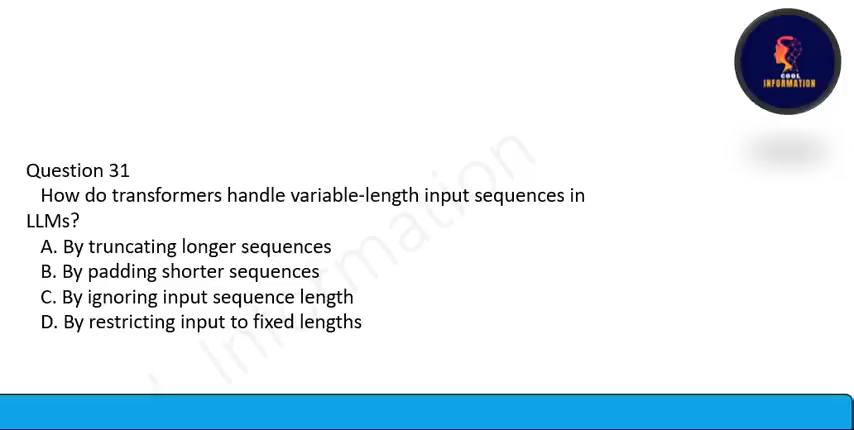 COOL
INFORMATION
Question 31
How do transformers handle variable-length input sequences in
LLMs?
A. By truncating longer sequences
B. By padding shorter sequences
C. By ignoring input sequence length
D. By restricting input to fixed lengths
Information